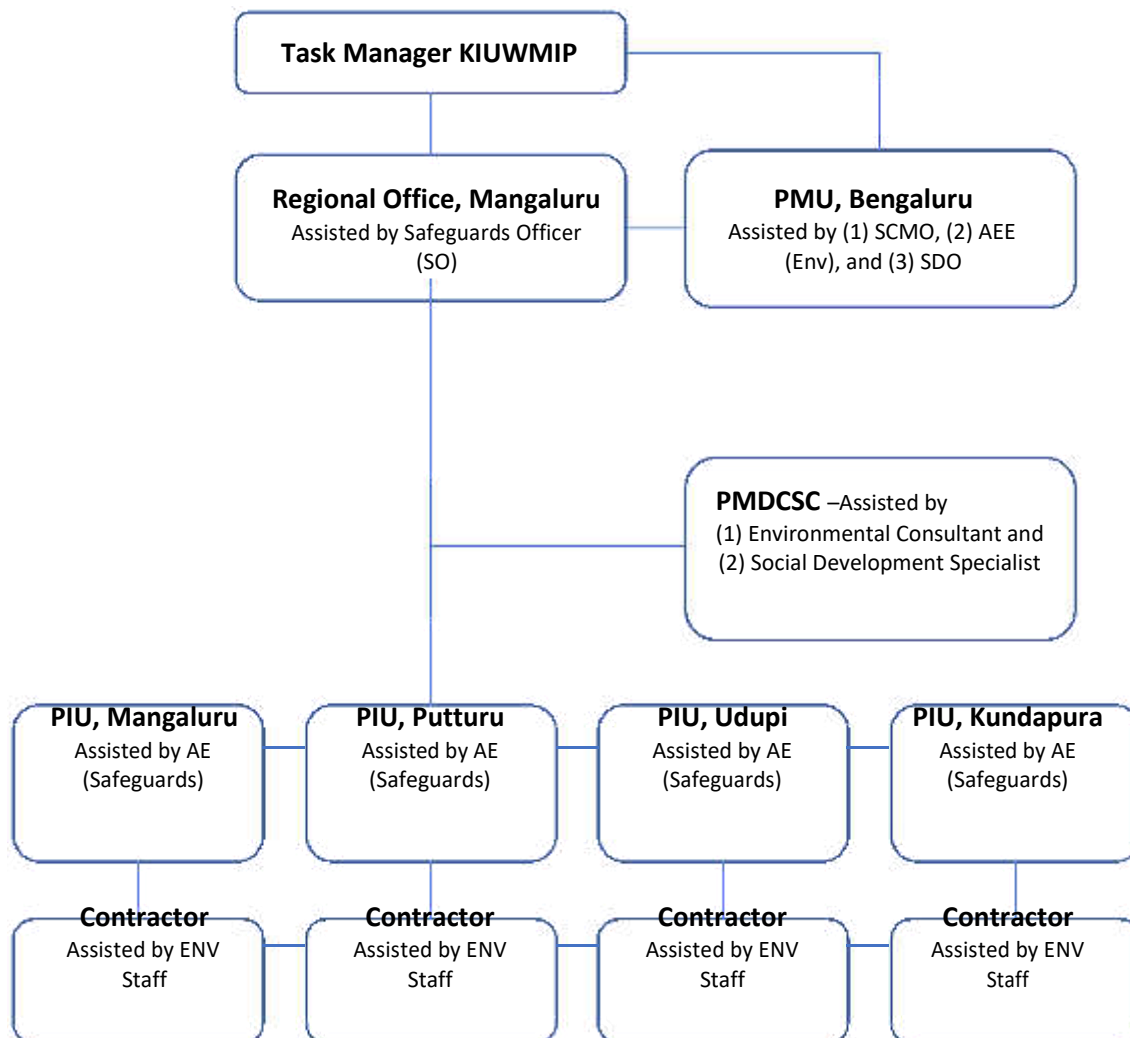 Task Manager KIUWMIP
Regional Office, Mangaluru
Assisted by Safeguards Officer
(SO)
PMU, Bengaluru
Assisted by (1) SCMO, (2) AEE
(Env), and (3) SDO
PMDCSC –Assisted by
(1) Environmental Consultant and
(2) Social Development Specialist
PIU, Mangaluru
Assisted by AE
(Safeguards)
PIU, Putturu
Assisted by AE
(Safeguards)
PIU, Udupi
Assisted by AE
(Safeguards)
PIU, Kundapura
Assisted by AE
(Safeguards)
Contractor
Assisted by ENV
Staff
Contractor
Assisted by ENV
Staff
Contractor
Assisted by ENV
Staff
Contractor
Assisted by ENV
Staff